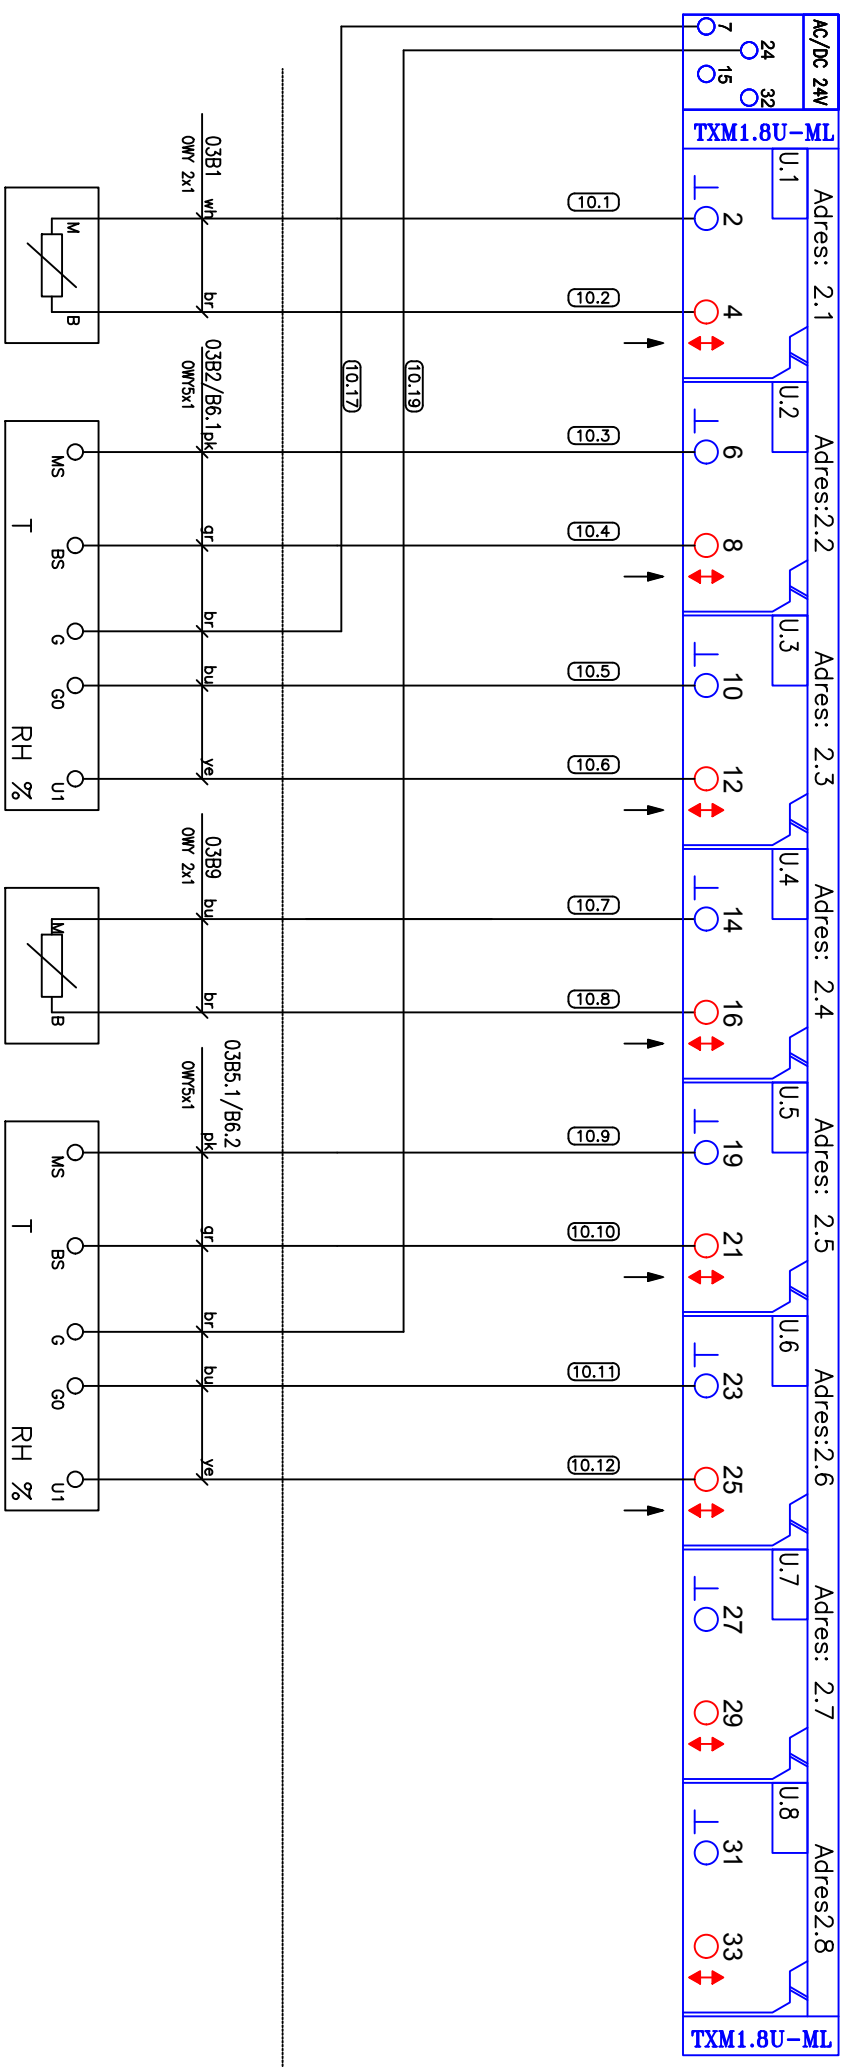 AC/DC 24V
7
24
15
32
TXM1.8U-ML
U.1
Adres: 2.1
2
4
U.2
Adres:2.2
6
8
U.3
Adres: 2.3
10
12
U.4
Adres: 2.4
14
16
U.5
Adres: 2.5
19
21
U.6
Adres:2.6
23
25
U.7
Adres: 2.7
27
29
U.8
Adres2.8
31
33
TXM1.8U-ML
10.1
10.2
10.17
10.19
10.3
10.4
10.5
10.6
10.7
10.8
10.9
10.10
10.11
10.12
03B1
OWY 2x1
wh
br
03B2/B6.1
OWY5x1
pk
gr
br
bu
ye
03B9
OWY 2x1
bu
br
03B5.1/B6.2
OWY5x1
pk
gr
br
bu
ye
M
B
MS
BS
G
G0
U1
T
RH %
M
B
MS
BS
G
G0
U1
T
RH %